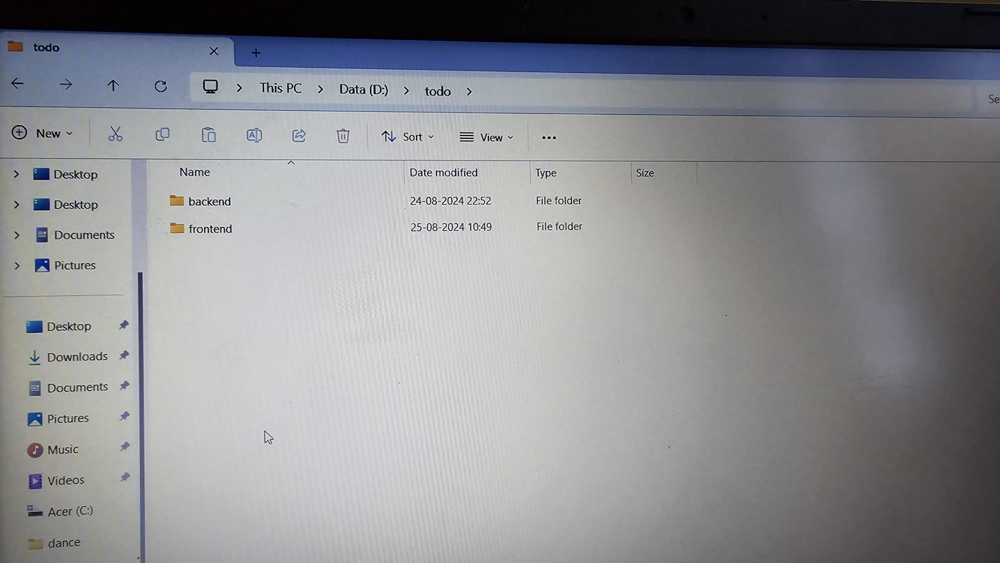 todo
This PC > Data (D:) > todo >
Se
New
Sort
View
Name Date modified Type Size
backend 24-08-2024 22:52 File folder
frontend 25-08-2024 10:49 File folder
Desktop
Desktop
Documents
Pictures
Desktop
Downloads
Documents
Pictures
Music
Videos
Acer (C:)
dance